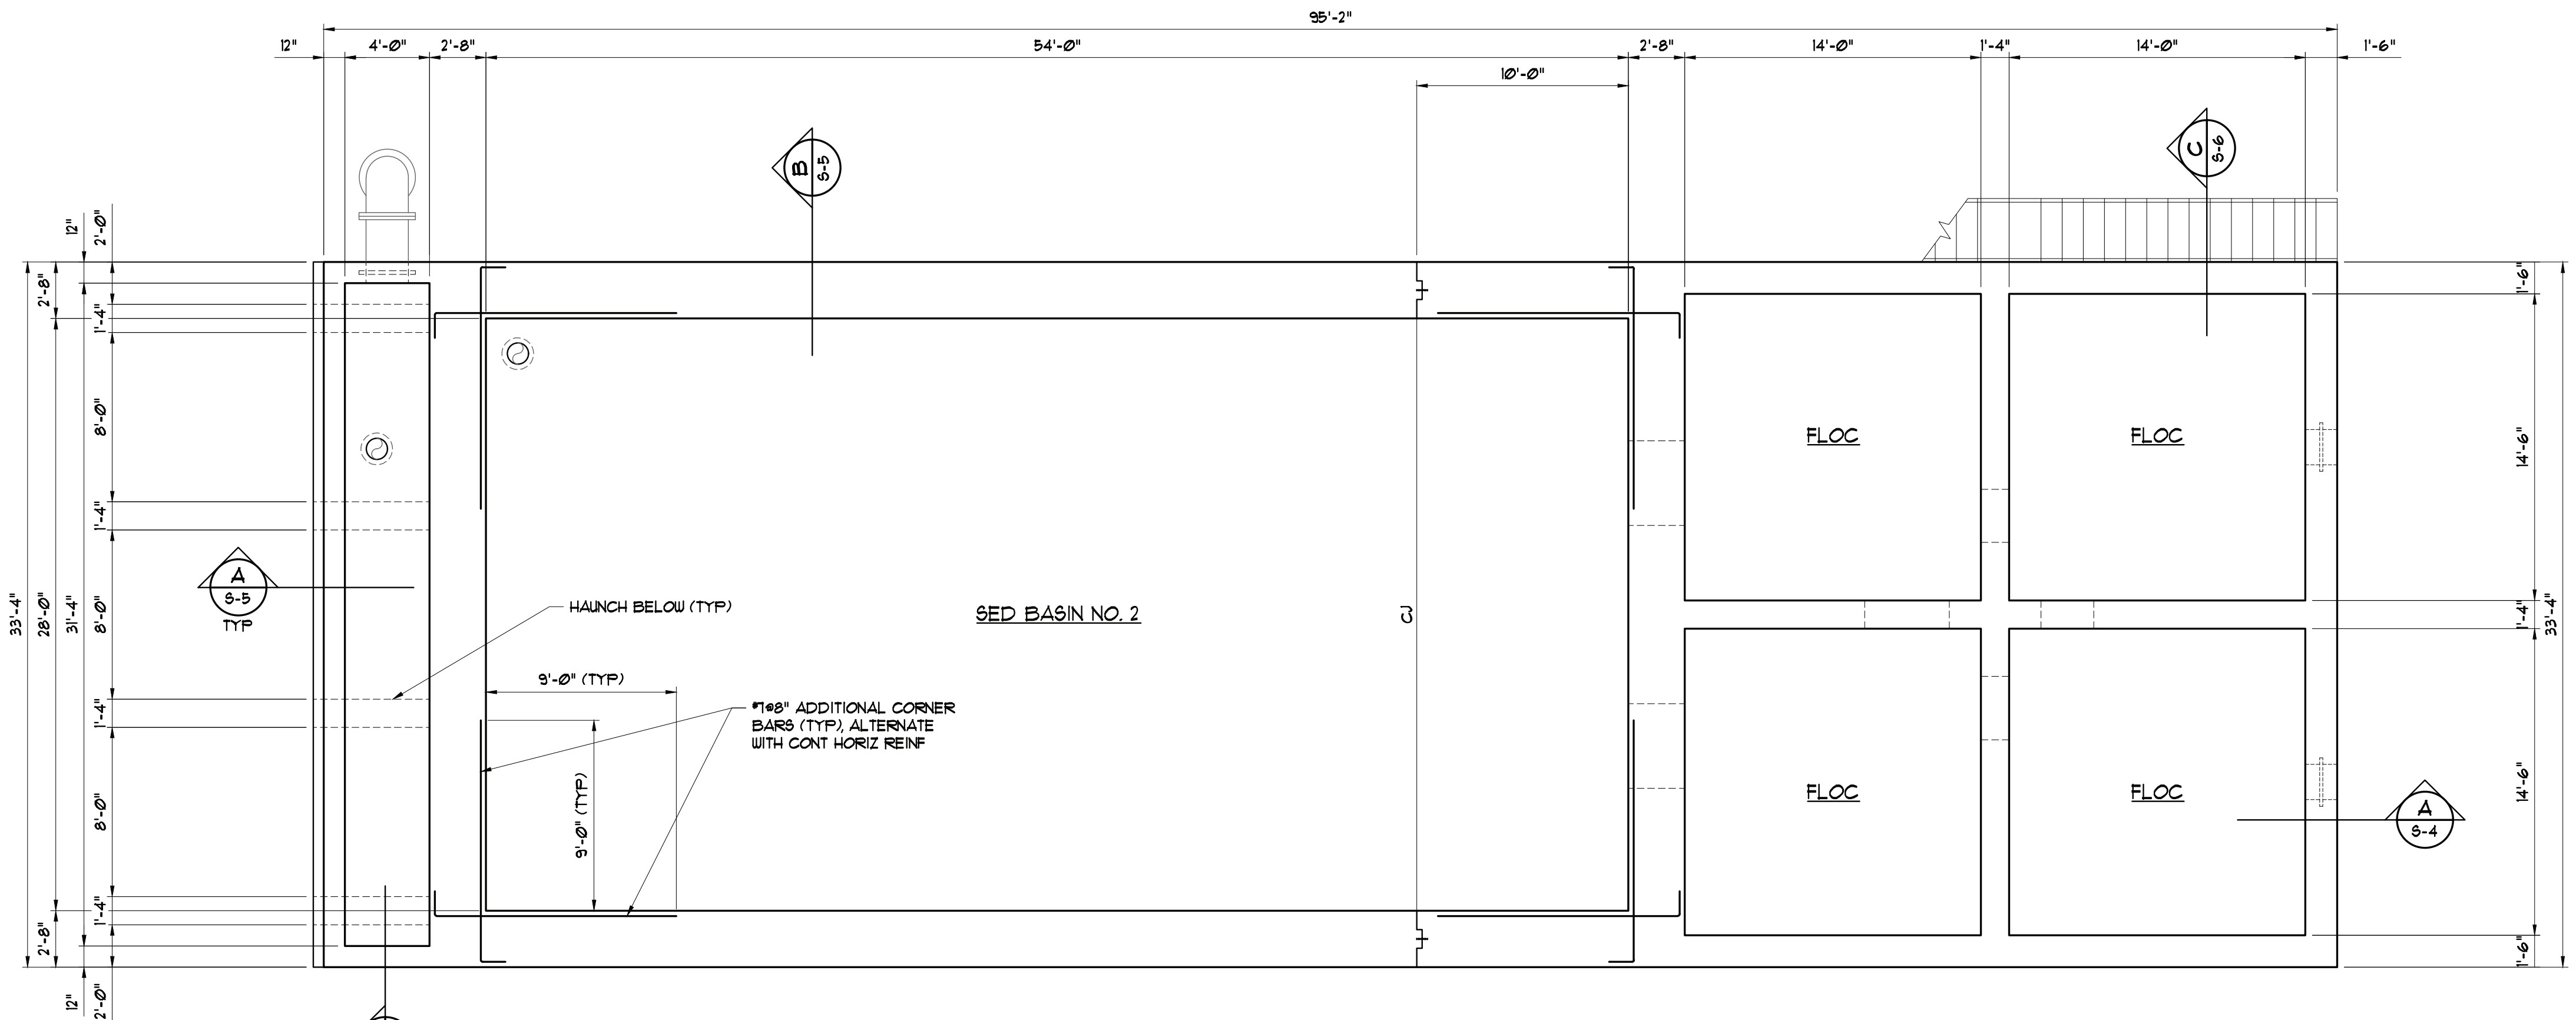 95'-2"
12"
4'-0"
2'-8"
54'-0"
2'-8"
14'-0"
1'-4"
14'-0"
1'-6"
10'-0"
B
S-5
C
S-6
12"
2'-0"
2'-8"
1'-4"
8'-0"
1'-4"
8'-0"
1'-4"
8'-0"
1'-4"
33'-4"
28'-0"
31'-4"
2'-8"
12"
2'-0"
A
S-5
TYP
HAUNCH BELOW (TYP)
SED BASIN NO. 2
CJ
9'-0" (TYP)
9'-0" (TYP)
#7@8" ADDITIONAL CORNER
BARS (TYP), ALTERNATE
WITH CONT HORIZ REINF
FLOC
FLOC
FLOC
FLOC
1'-6"
14'-6"
1'-4"
33'-4"
14'-6"
1'-6"
A
S-4